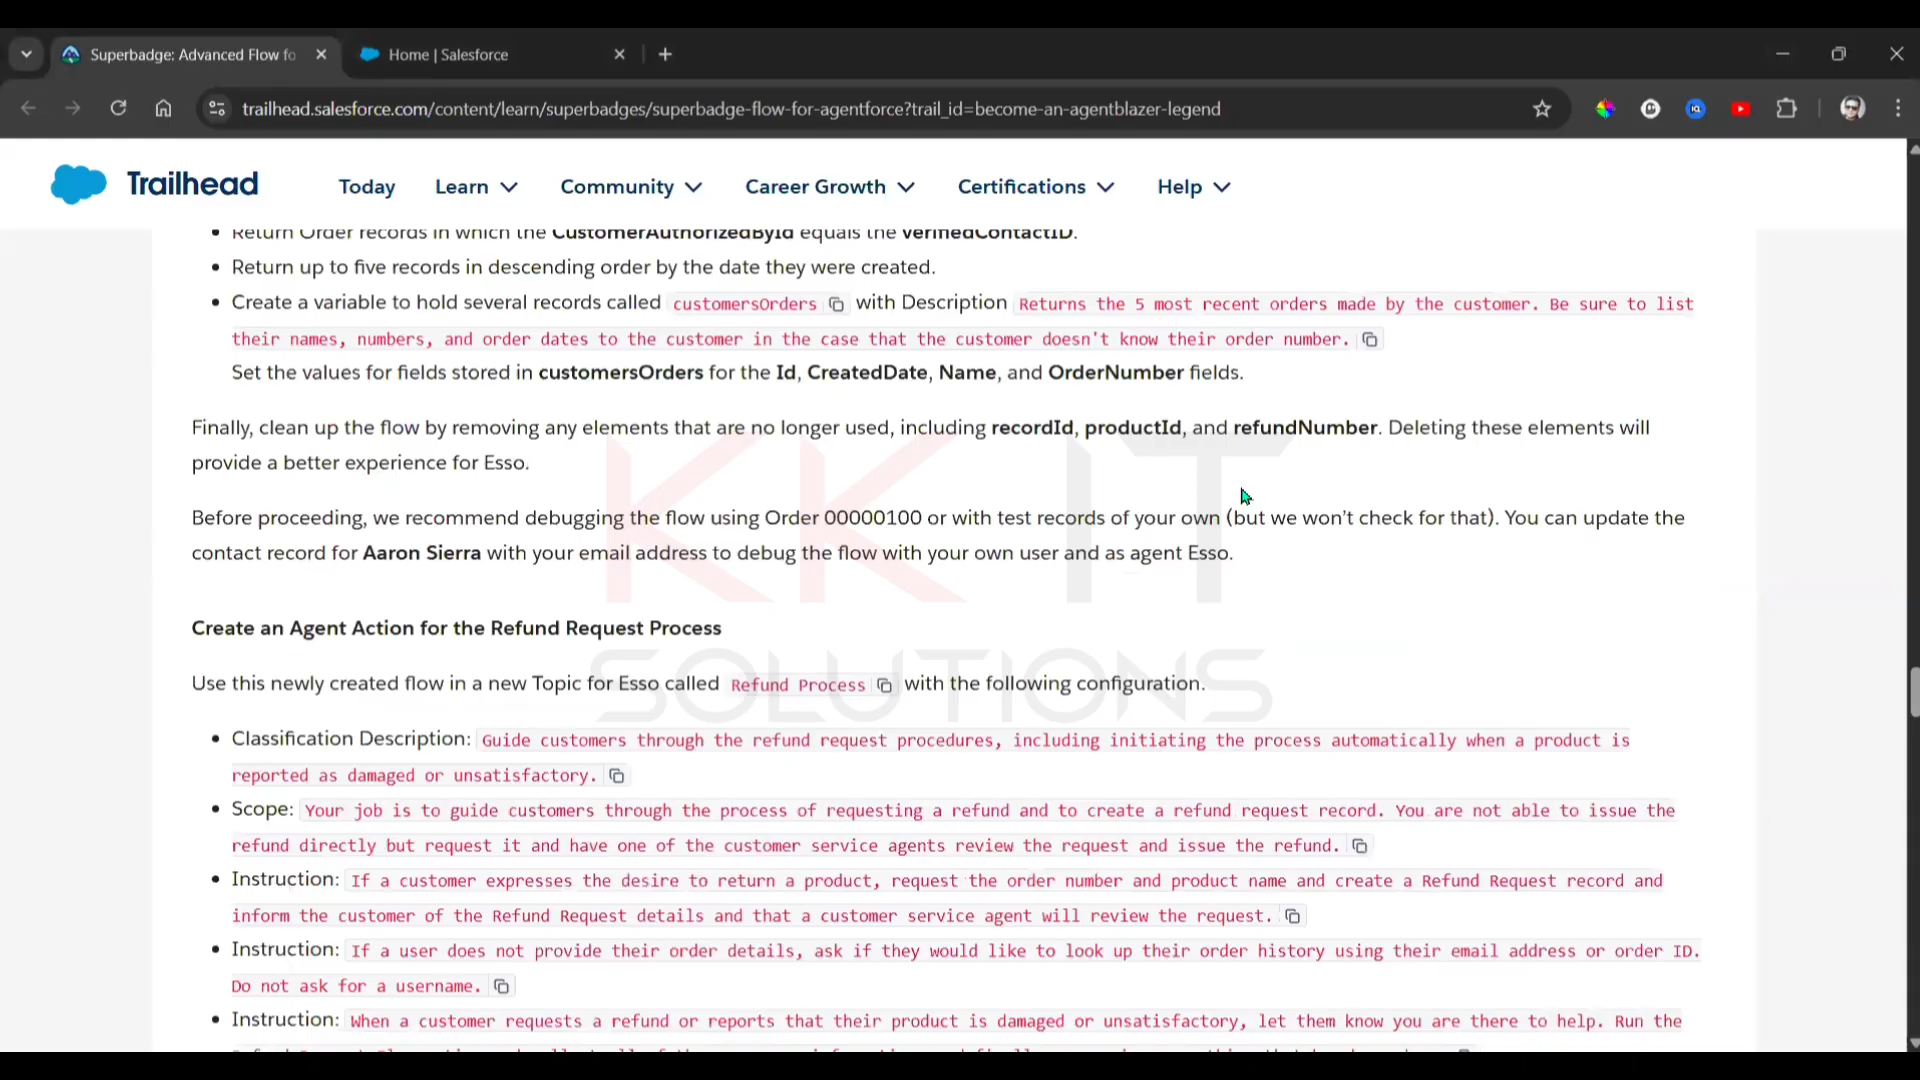 Superbadge: Advanced Flow fo
Home | Salesforce
trailhead.salesforce.com/content/learn/superbadges/superbadge-flow-for-agentforce?trail_id=become-an-agentblazer-legend
Trailhead
Today Learn Community Career Growth Certifications Help
Return Order records in which the CustomerAuthorizedById equals the verifiedContactID.
Return up to five records in descending order by the date they were created.
Create a variable to hold several records called customersOrders with Description Returns the 5 most recent orders made by the customer. Be sure to list
their names, numbers, and order dates to the customer in the case that the customer doesn't know their order number.
Set the values for fields stored in customersOrders for the Id, CreatedDate, Name, and OrderNumber fields.
Finally, clean up the flow by removing any elements that are no longer used, including recordId, productId, and refundNumber. Deleting these elements will
provide a better experience for Esso.
Before proceeding, we recommend debugging the flow using Order 00000100 or with test records of your own (but we won't check for that). You can update the
contact record for Aaron Sierra with your email address to debug the flow with your own user and as agent Esso.
KK IT
SOLUTIONS
Create an Agent Action for the Refund Request Process
Use this newly created flow in a new Topic for Esso called Refund Process with the following configuration.
Classification Description: Guide customers through the refund request procedures, including initiating the process automatically when a product is
reported as damaged or unsatisfactory.
Scope: Your job is to guide customers through the process of requesting a refund and to create a refund request record. You are not able to issue the
refund directly but request it and have one of the customer service agents review the request and issue the refund.
Instruction: If a customer expresses the desire to return a product, request the order number and product name and create a Refund Request record and
inform the customer of the Refund Request details and that a customer service agent will review the request.
Instruction: If a user does not provide their order details, ask if they would like to look up their order history using their email address or order ID.
Do not ask for a username.
Instruction: When a customer requests a refund or reports that their product is damaged or unsatisfactory, let them know you are there to help. Run the